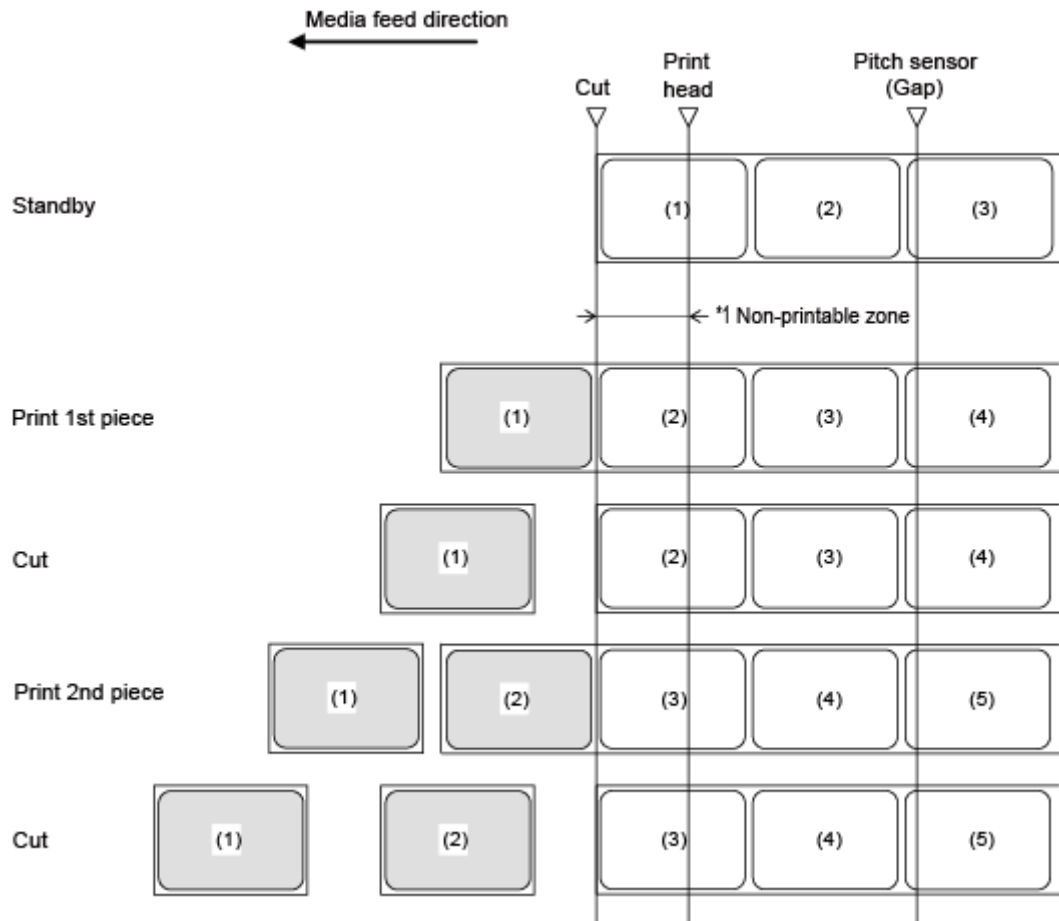 Media feed direction
Cut
Print
head
Pitch sensor
(Gap)
Standby
(1)
(2)
(3)
*1 Non-printable zone
Print 1st piece
(1)
(2)
(3)
(4)
Cut
(1)
(2)
(3)
(4)
Print 2nd piece
(1)
(2)
(3)
(4)
(5)
Cut
(1)
(2)
(3)
(4)
(5)